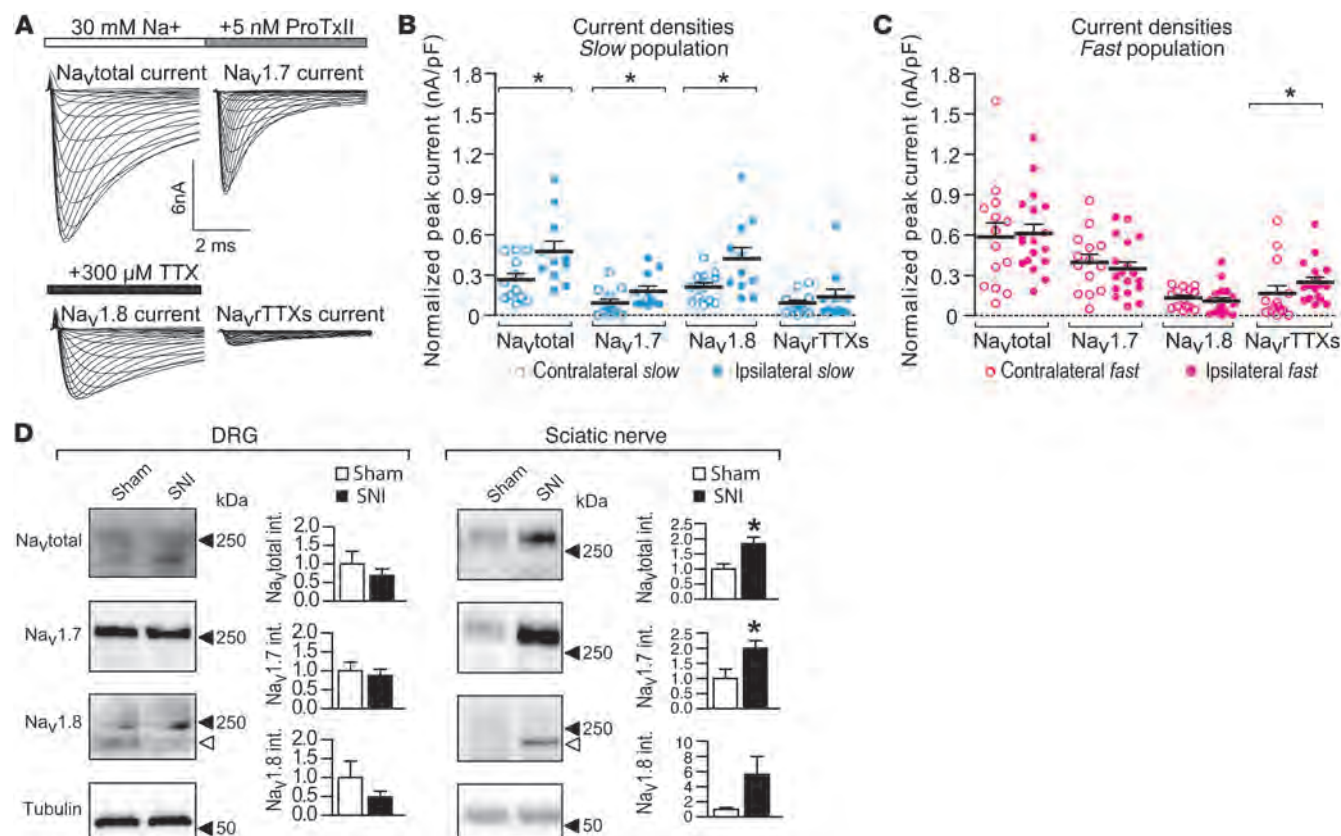 A
30 mM Na+ +5 nM ProTxII
Navtotal current Nav1.7 current
6nA
2 ms
+300 µM TTX
Nav1.8 current NavrTTXs current
B
Current densities
Slow population
Normalized peak current (nA/pF)
1.8
1.5
1.2
0.9
0.6
0.3
0
* * *
Navtotal Nav1.7 Nav1.8 NavrTTXs
Contralateral slow Ipsilateral slow
C
Current densities
Fast population
Normalized peak current (nA/pF)
1.8
1.5
1.2
0.9
0.6
0.3
0
*
Navtotal Nav1.7 Nav1.8 NavrTTXs
Contralateral fast Ipsilateral fast
D
DRG
Sham SNI kDa
Sham
SNI
Navtotal
250
Navtotal int.
2.0
1.5
1.0
0.5
0.0
Nav1.7
250
Nav1.7 int.
2.0
1.5
1.0
0.5
0.0
Nav1.8
250
Nav1.8 int.
2.0
1.5
1.0
0.5
0.0
Tubulin
50
Sciatic nerve
Sham SNI kDa
Sham
SNI
250
Navtotal int.
2.5
2.0
1.5
1.0
0.5
0.0
*
250
Nav1.7 int.
2.5
2.0
1.5
1.0
0.5
0.0
*
250
Nav1.8 int.
10
8
6
4
2
0
50